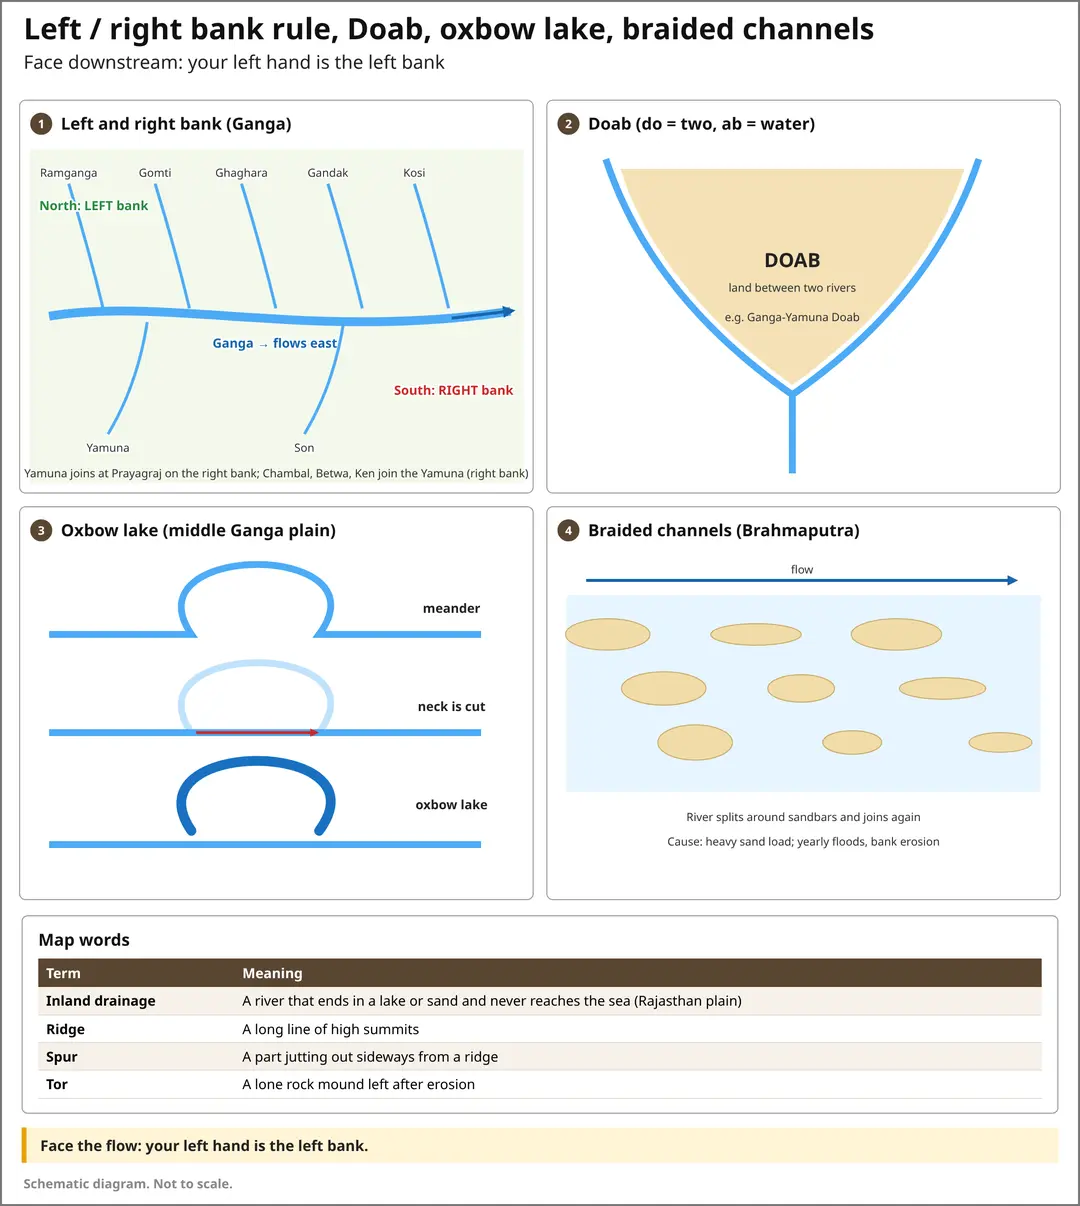 Left / right bank rule, Doab, oxbow lake, braided channels
Face downstream: your left hand is the left bank
1 Left and right bank (Ganga)
Ramganga Gomti Ghaghara Gandak Kosi
North: LEFT bank
Ganga → flows east
South: RIGHT bank
Yamuna Son
Yamuna joins at Prayagraj on the right bank; Chambal, Betwa, Ken join the Yamuna (right bank)
2 Doab (do = two, ab = water)
DOAB
land between two rivers
e.g. Ganga-Yamuna Doab
3 Oxbow lake (middle Ganga plain)
meander
neck is cut
oxbow lake
4 Braided channels (Brahmaputra)
flow
River splits around sandbars and joins again
Cause: heavy sand load; yearly floods, bank erosion
Map words
Term Meaning
Inland drainage A river that ends in a lake or sand and never reaches the sea (Rajasthan plain)
Ridge A long line of high summits
Spur A part jutting out sideways from a ridge
Tor A lone rock mound left after erosion
Face the flow: your left hand is the left bank.
Schematic diagram. Not to scale.